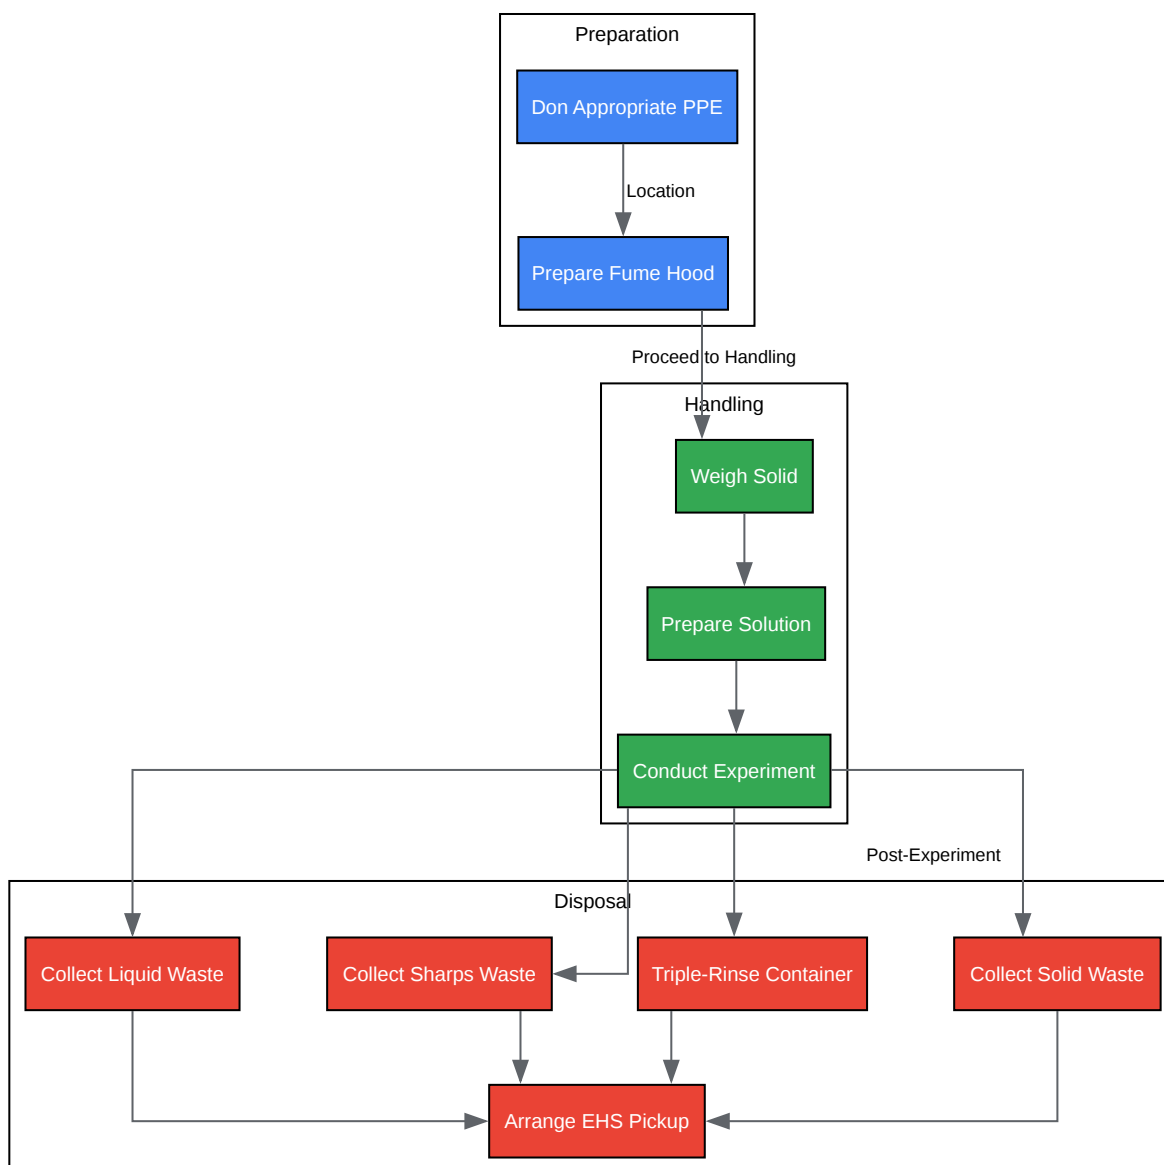 Preparation
Don Appropriate PPE
Location
Prepare Fume Hood
Proceed to Handling
Handling
Weigh Solid
Prepare Solution
Conduct Experiment
Post-Experiment
Disposal
Collect Liquid Waste
Collect Sharps Waste
Triple-Rinse Container
Collect Solid Waste
Arrange EHS Pickup